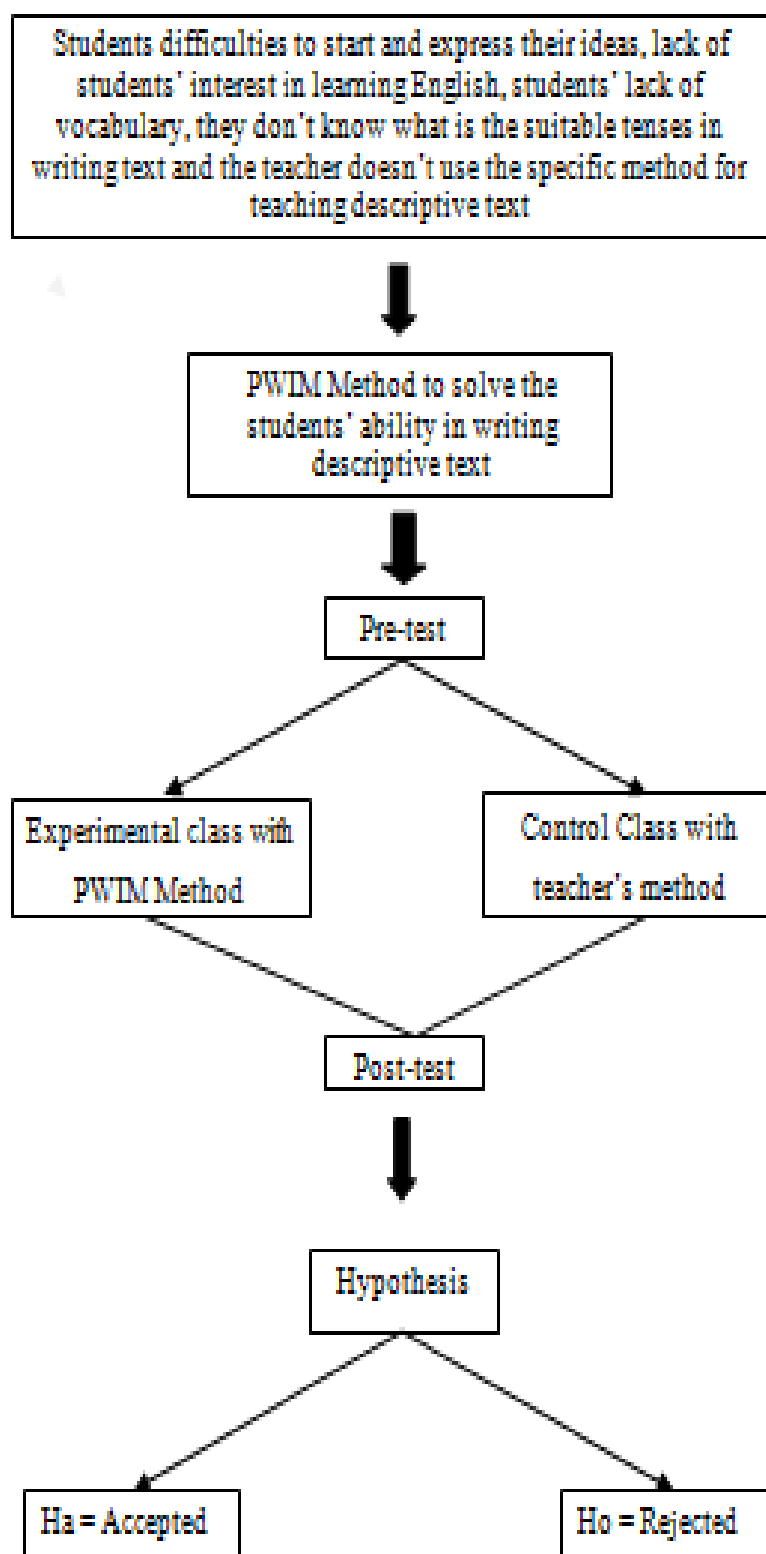 Students difficulties to start and express their ideas, lack of
students' interest in learning English, students' lack of
vocabulary, they don't know what is the suitable tenses in
writing text and the teacher doesn't use the specific method for
teaching descriptive text
PWIM Method to solve the
students' ability in writing
descriptive text
Pre-test
Experimental class with
PWIM Method
Control Class with
teacher's method
Post-test
Hypothesis
Ha = Accepted
Ho = Rejected